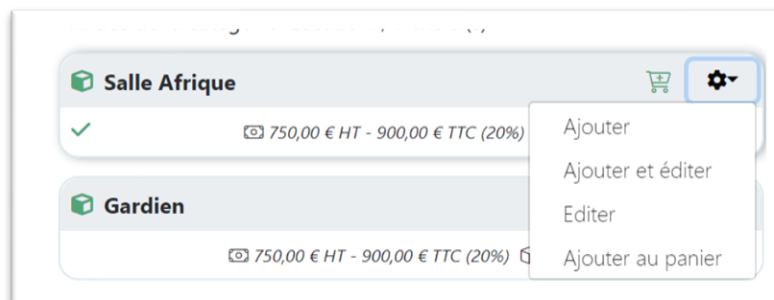 Salle Afrique
750,00 € HT - 900,00 € TTC (20%)
Ajouter
Ajouter et éditer
Editer
Ajouter au panier
Gardien
750,00 € HT - 900,00 € TTC (20%)